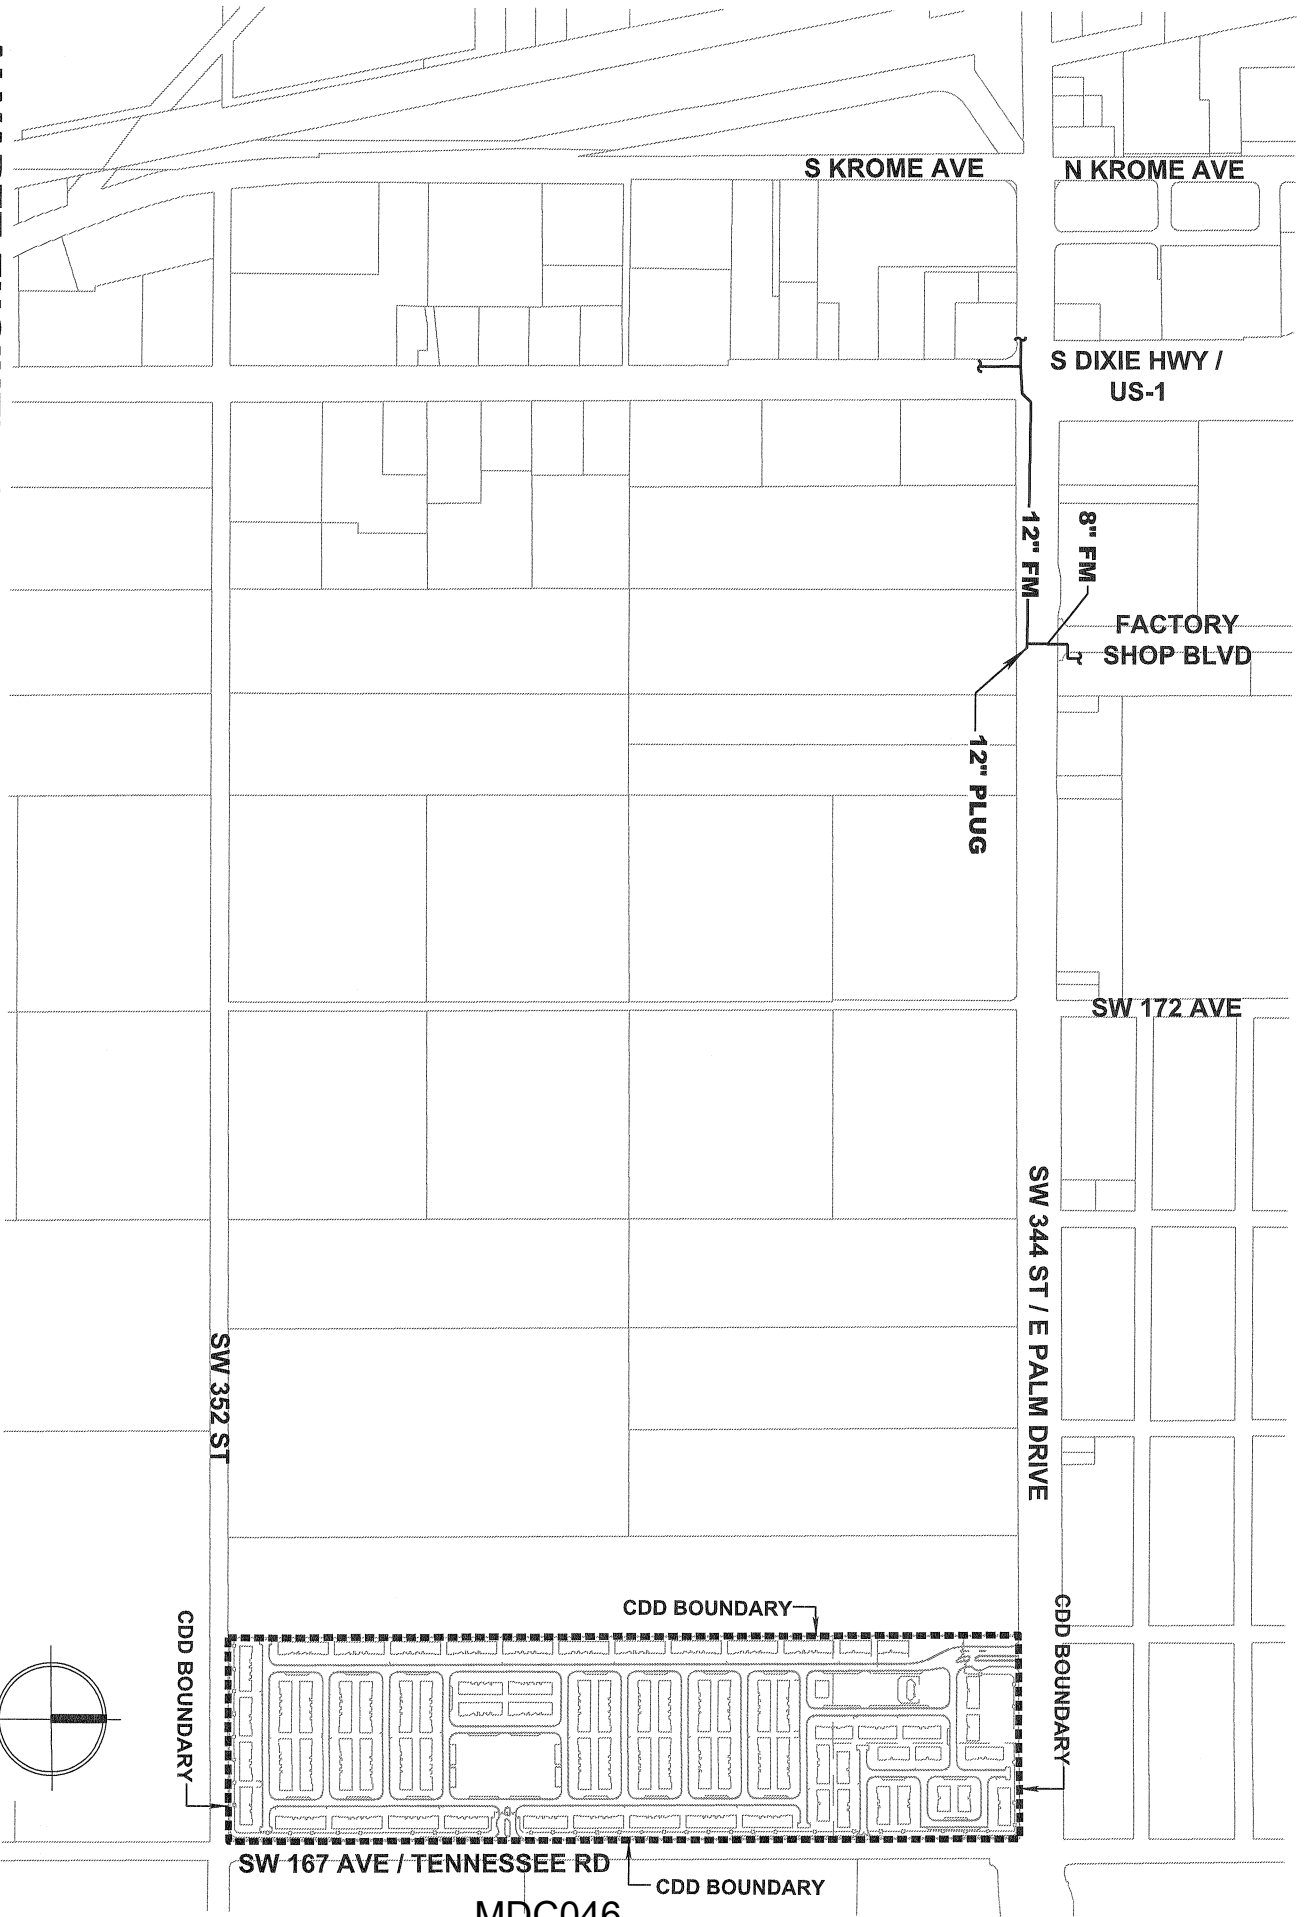 S KROME AVE
N KROME AVE
S DIXIE HWY /
US-1
12" FM
8" FM
FACTORY
SHOP BLVD
12" PLUG
SW 172 AVE
SW 344 ST / E PALM DRIVE
SW 352 ST
CDD BOUNDARY
CDD BOUNDARY
CDD BOUNDARY
SW 167 AVE / TENNESSEE RD
CDD BOUNDARY
MDC046